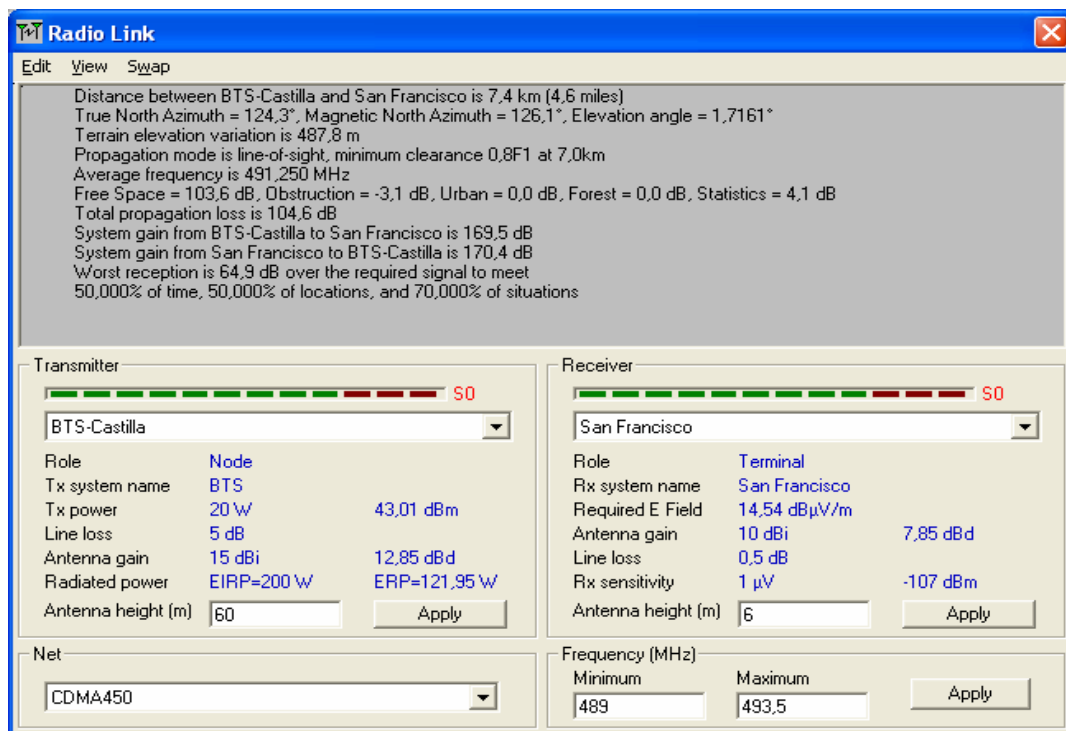 Radio Link
Edit View Swap
Distance between BTS-Castilla and San Francisco is 7,4 km (4,6 miles)
True North Azimuth = 124,3°, Magnetic North Azimuth = 126,1°, Elevation angle = 1,7161°
Terrain elevation variation is 487,8 m
Propagation mode is line-of-sight, minimum clearance 0,8F1 at 7,0km
Average frequency is 491,250 MHz
Free Space = 103,6 dB, Obstruction = -3,1 dB, Urban = 0,0 dB, Forest = 0,0 dB, Statistics = 4,1 dB
Total propagation loss is 104,6 dB
System gain from BTS-Castilla to San Francisco is 169,5 dB
System gain from San Francisco to BTS-Castilla is 170,4 dB
Worst reception is 64,9 dB over the required signal to meet
50,000% of time, 50,000% of locations, and 70,000% of situations
Transmitter
S0
BTS-Castilla
Role Node
Tx system name BTS
Tx power 20 W 43,01 dBm
Line loss 5 dB
Antenna gain 15 dBi 12,85 dBd
Radiated power EIRP=200 W ERP=121,95 W
Antenna height (m) 60 Apply
Receiver
S0
San Francisco
Role Terminal
Rx system name San Francisco
Required E Field 14,54 dBµV/m
Antenna gain 10 dBi 7,85 dBd
Line loss 0,5 dB
Rx sensitivity 1 µV -107 dBm
Antenna height (m) 6 Apply
Net
CDMA450
Frequency (MHz)
Minimum Maximum
489 493,5 Apply